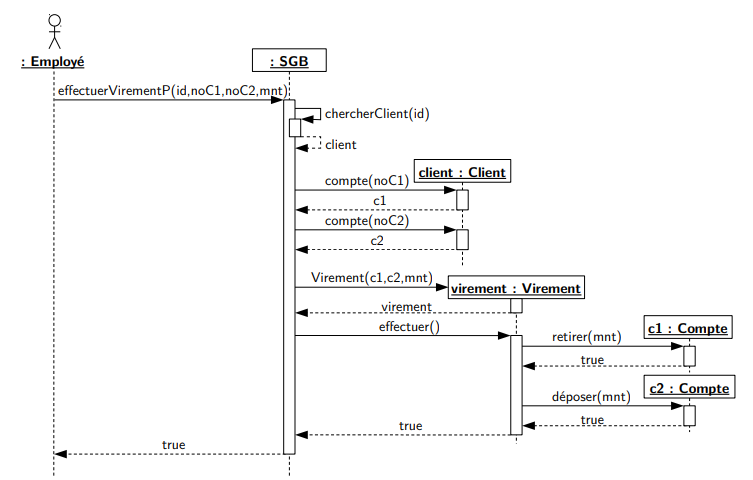 : Employé
: SGB
effectuerVirementP(id,noC1,noC2,mnt)
chercherClient(id)
client
client : Client
compte(noC1)
c1
compte(noC2)
c2
Virement(c1,c2,mnt)
virement : Virement
virement
effectuer()
c1 : Compte
retirer(mnt)
true
c2 : Compte
déposer(mnt)
true
true
true